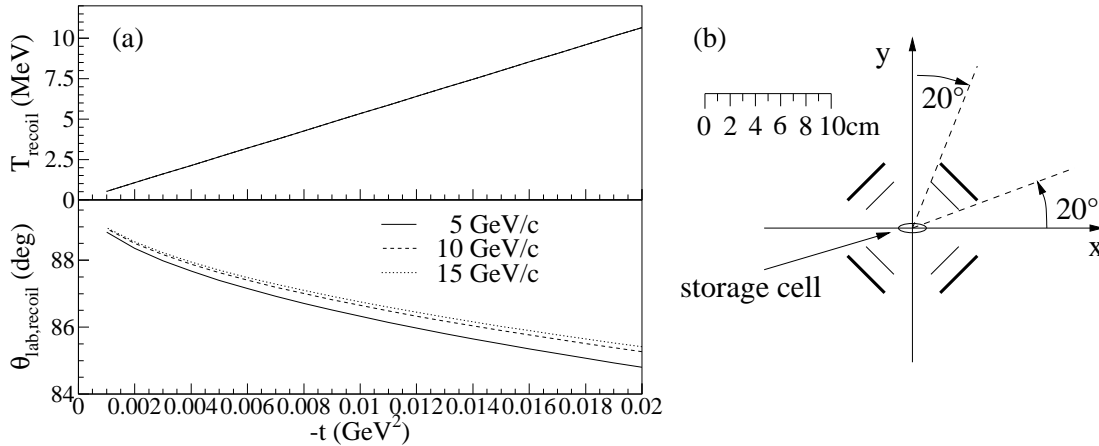 (a)
T_recoil (MeV)
10
7.5
5
2.5
0
θ_lab,recoil (deg)
88
86
84
5 GeV/c
10 GeV/c
15 GeV/c
0 0.002 0.004 0.006 0.008 0.01 0.012 0.014 0.016 0.018 0.02
-t (GeV²)
(b)
y
20°
0 2 4 6 8 10cm
20°
x
storage cell